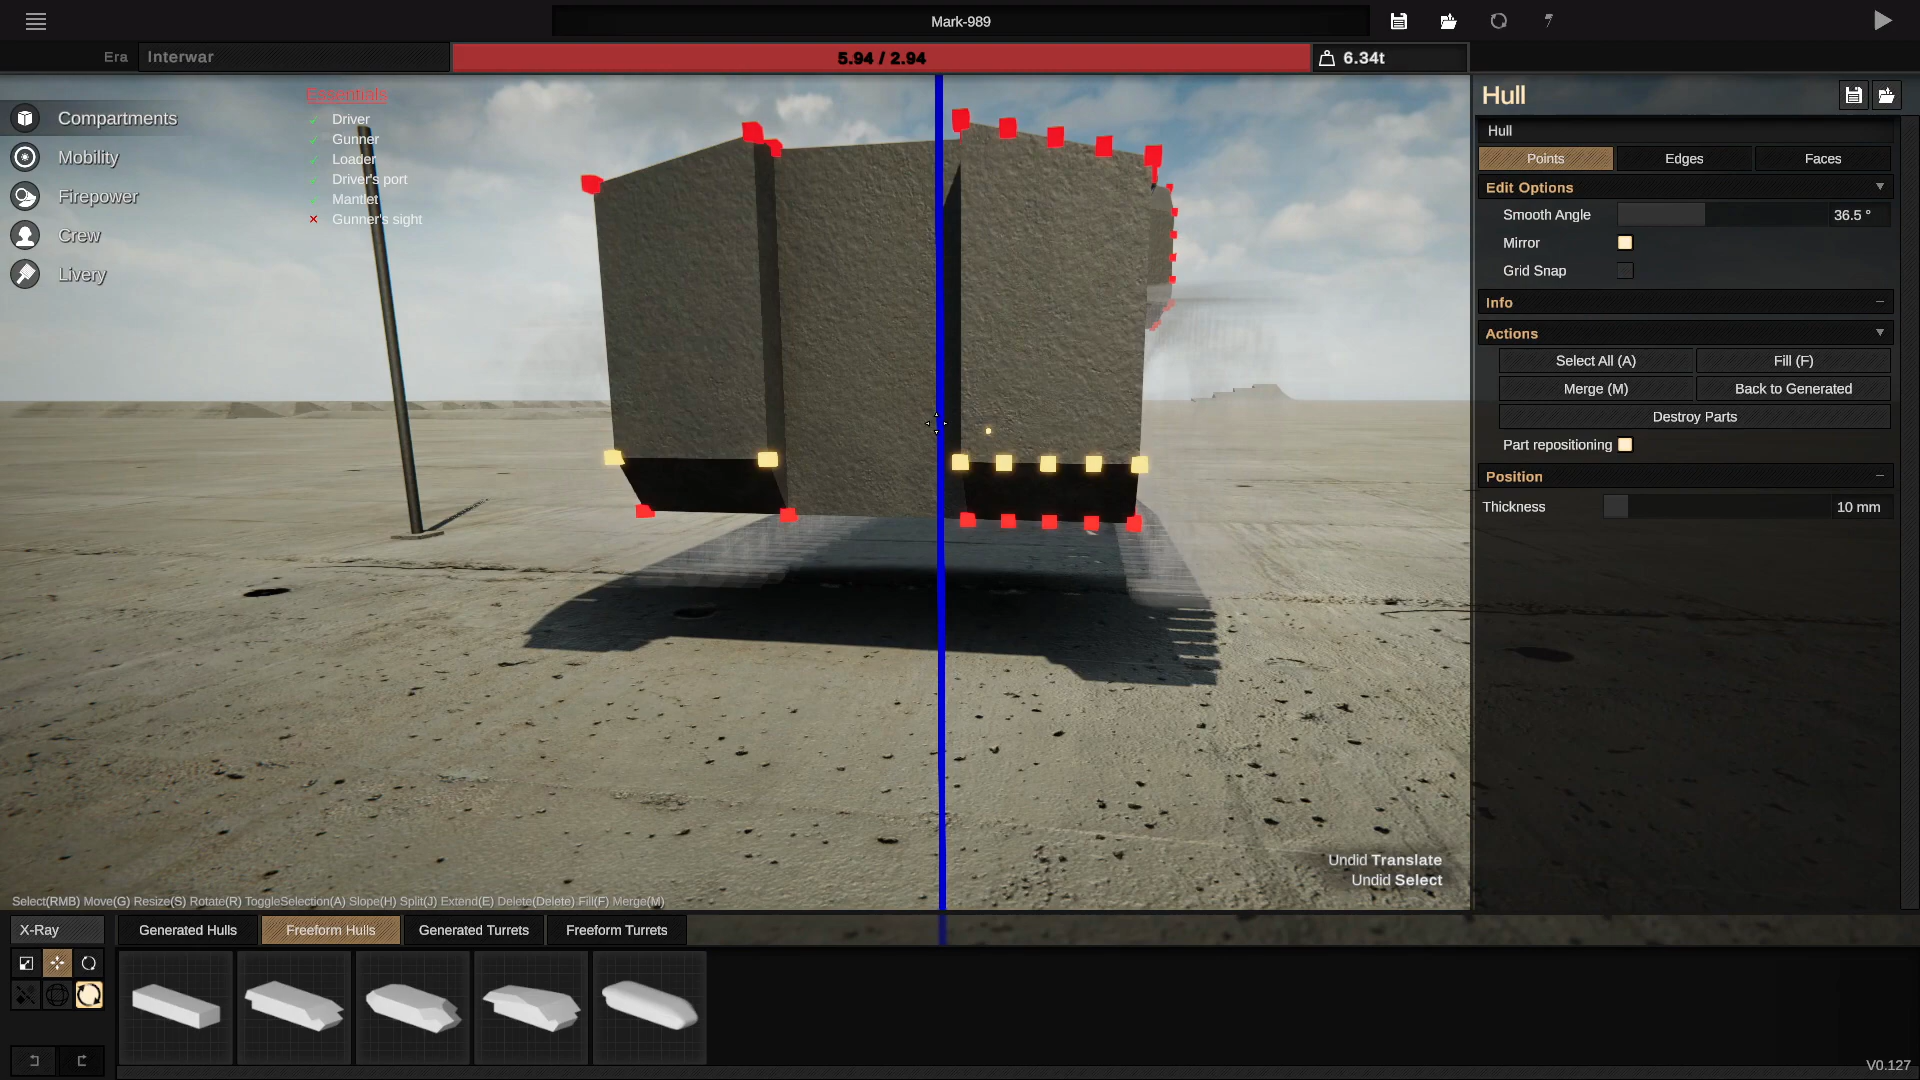 Mark-989
Era
Interwar
5.94 / 2.94
6.34t
Compartments
Mobility
Firepower
Crew
Livery
Essentials
Driver
Gunner
Loader
Driver's port
Mantlet
Gunner's sight
Hull
Hull
Points
Edges
Faces
Edit Options
Smooth Angle
36.5 °
Mirror
Grid Snap
Info
Actions
Select All (A)
Fill (F)
Merge (M)
Back to Generated
Destroy Parts
Part repositioning
Position
Thickness
10 mm
Undid Translate
Undid Select
Select(RMB) Move(G) Resize(S) Rotate(R) ToggleSelection(A) Slope(H) Split(J) Extend(E) Delete(Delete) Fill(F) Merge(M)
X-Ray
Generated Hulls
Freeform Hulls
Generated Turrets
Freeform Turrets
V0.127